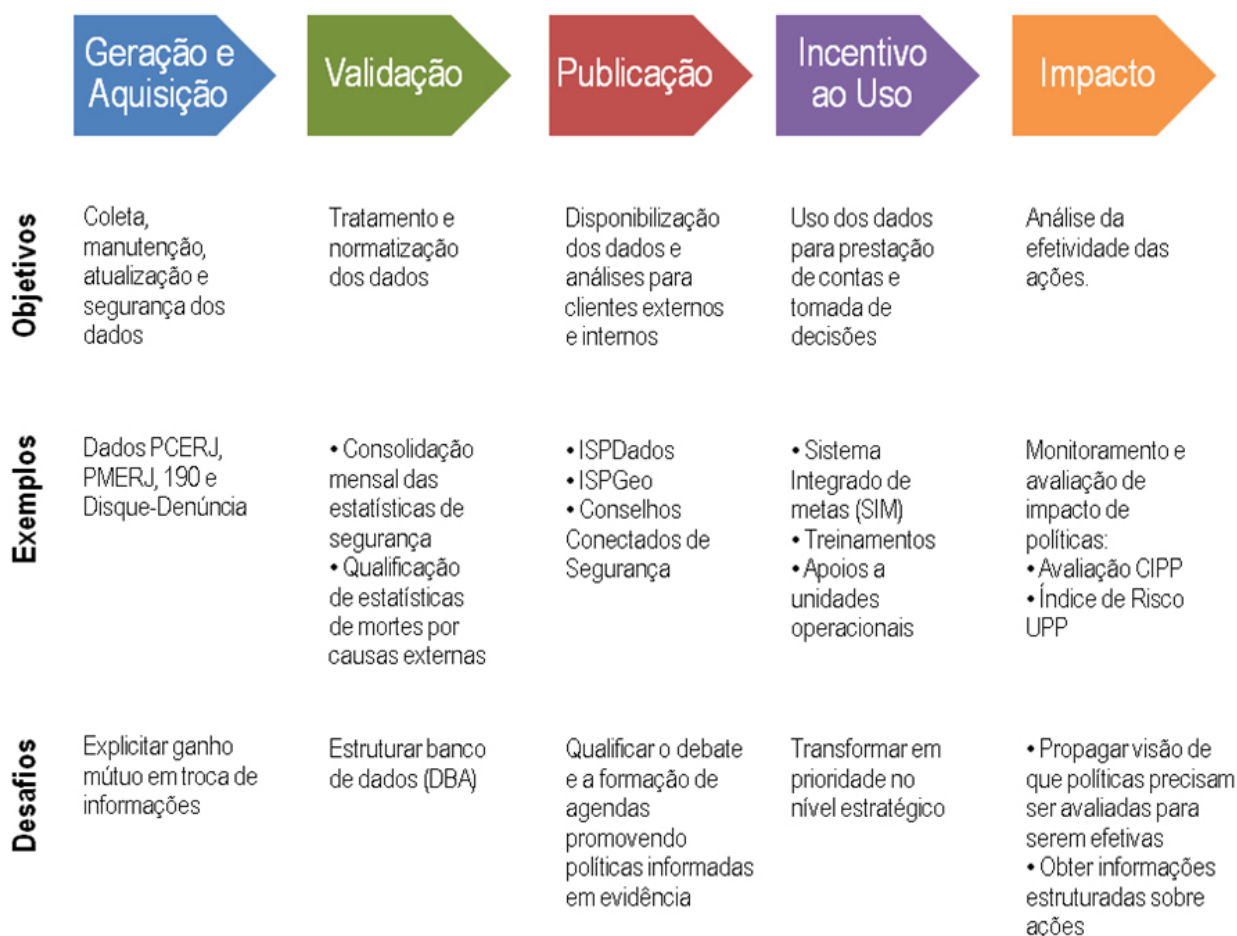 Geração e
Aquisição
Validação
Publicação
Incentivo
ao Uso
Impacto
Objetivos
Coleta,
manutenção,
atualização e
segurança dos
dados
Tratamento e
normatização
dos dados
Disponibilização
dos dados e
análises para
clientes externos
e internos
Uso dos dados
para prestação
de contas e
tomada de
decisões
Análise da
efetividade das
ações.
Exemplos
Dados PCERJ,
PMERJ, 190 e
Disque-Denúncia
• Consolidação
mensal das
estatísticas de
segurança
• Qualificação
de estatísticas
de mortes por
causas externas
• ISPDados
• ISPGeo
• Conselhos
Conectados de
Segurança
• Sistema
Integrado de
metas (SIM)
• Treinamentos
• Apoios a
unidades
operacionais
Monitoramento e
avaliação de
impacto de
políticas:
• Avaliação CIPP
• Índice de Risco
UPP
Desafios
Explicitar ganho
mútuo em troca de
informações
Estruturar banco
de dados (DBA)
Qualificar o debate
e a formação de
agendas
promovendo
políticas informadas
em evidência
Transformar em
prioridade no
nível estratégico
• Propagar visão de
que políticas precisam
ser avaliadas para
serem efetivas
• Obter informações
estruturadas sobre
ações